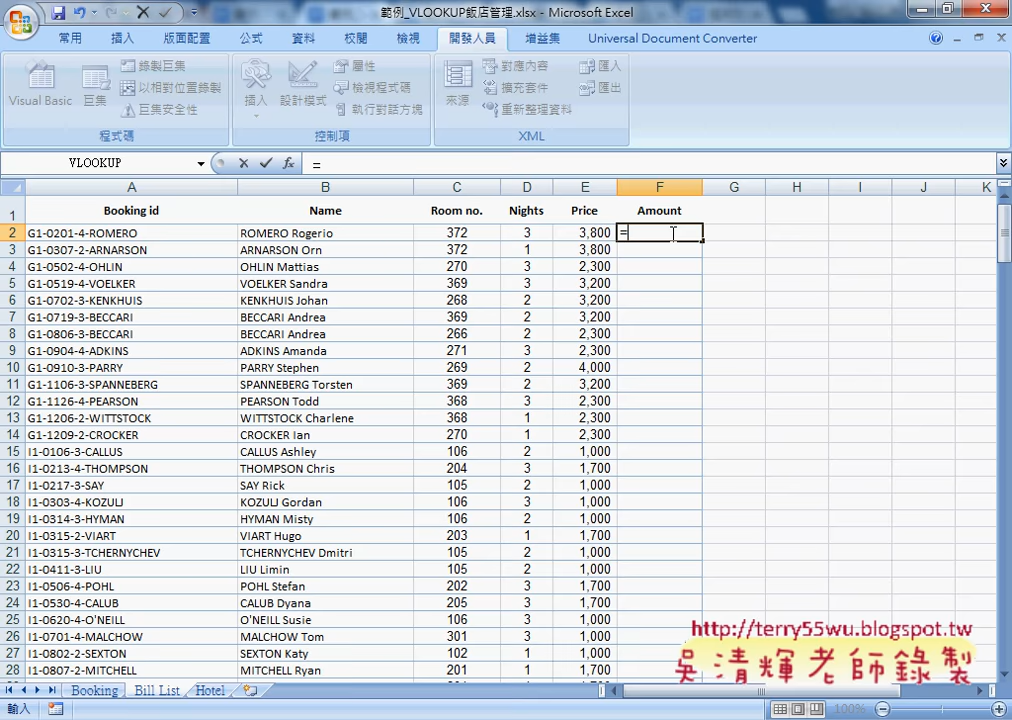 範例_VLOOKUP飯店管理.xlsx - Microsoft Excel
常用 插入 版面配置 公式 資料 校閱 檢視 開發人員 增益集 Universal Document Converter
Visual Basic 巨集 錄製巨集 以相對位置錄製 巨集安全性 插入 設計模式 屬性 檢視程式碼 執行對話方塊 來源 對應內容 擴充套件 重新整理資料 匯入 匯出
程式碼 控制項 XML
VLOOKUP fx =
A B C D E F G H I J K
1 Booking id Name Room no. Nights Price Amount
2 G1-0201-4-ROMERO ROMERO Rogerio 372 3 3,800 =
3 G1-0307-2-ARNARSON ARNARSON Orn 372 1 3,800
4 G1-0502-4-OHLIN OHLIN Mattias 270 3 2,300
5 G1-0519-4-VOELKER VOELKER Sandra 369 3 3,200
6 G1-0702-3-KENKHUIS KENKHUIS Johan 268 2 3,200
7 G1-0719-3-BECCARI BECCARI Andrea 369 2 3,200
8 G1-0806-3-BECCARI BECCARI Andrea 266 2 2,300
9 G1-0904-4-ADKINS ADKINS Amanda 271 3 2,300
10 G1-0910-3-PARRY PARRY Stephen 269 2 4,000
11 G1-1106-3-SPANNEBERG SPANNEBERG Torsten 369 2 3,200
12 G1-1126-4-PEARSON PEARSON Todd 368 3 2,300
13 G1-1206-2-WITTSTOCK WITTSTOCK Charlene 368 1 2,300
14 G1-1209-2-CROCKER CROCKER Ian 270 1 2,300
15 I1-0106-3-CALLUS CALLUS Ashley 106 2 1,000
16 I1-0213-4-THOMPSON THOMPSON Chris 204 3 1,700
17 I1-0217-3-SAY SAY Rick 105 2 1,000
18 I1-0303-4-KOZULJ KOZULJ Gordan 106 3 1,000
19 I1-0314-3-HYMAN HYMAN Misty 106 2 1,000
20 I1-0315-2-VIART VIART Hugo 203 1 1,700
21 I1-0315-3-TCHERNYCHEV TCHERNYCHEV Dmitri 105 2 1,000
22 I1-0411-3-LIU LIU Limin 105 2 1,000
23 I1-0506-4-POHL POHL Stefan 202 3 1,700
24 I1-0530-4-CALUB CALUB Dyana 205 3 1,700
25 I1-0620-4-O'NEILL O'NEILL Susie 106 3 1,000
26 I1-0701-4-MALCHOW MALCHOW Tom 301 3 1,000
27 I1-0802-2-SEXTON SEXTON Katy 102 1 1,000
28 I1-0807-2-MITCHELL MITCHELL Ryan 201 1 1,700
http://terry55wu.blogspot.tw
吳清輝老師錄製
Booking Bill List Hotel
輸入 100%